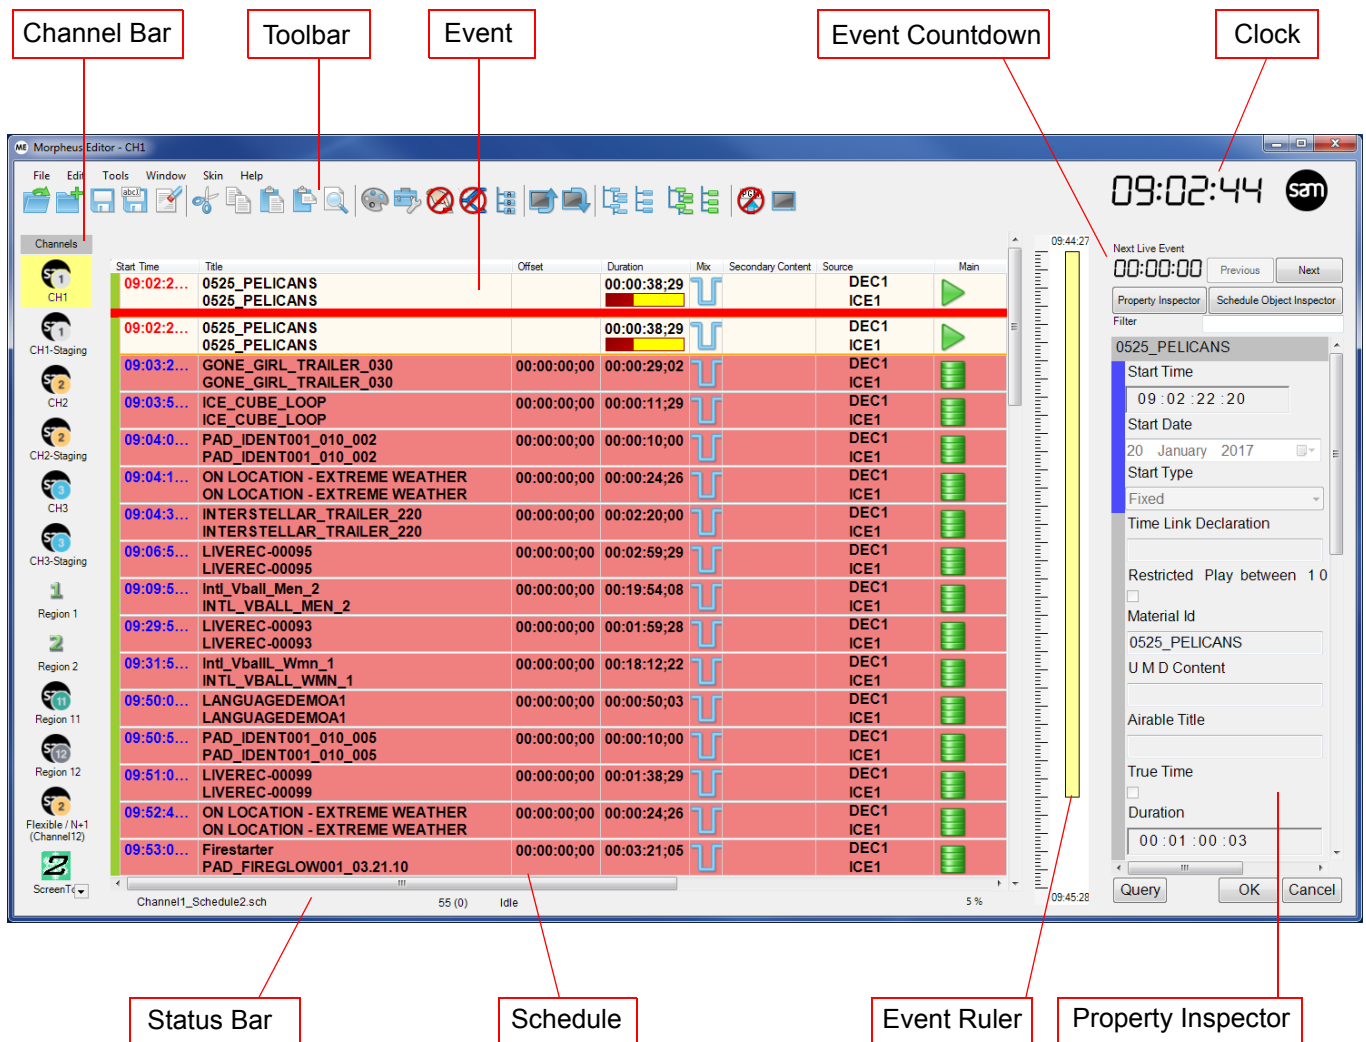 Channel Bar
Toolbar
Event
Event Countdown
Clock
ME Morpheus Editor - CH1
File Edit Tools Window Skin Help
09:02:44
sam
Channels
CH1
CH1-Staging
CH2
CH2-Staging
CH3
CH3-Staging
Region 1
Region 2
Region 11
Region 12
Flexible / N+1
(Channel12)
Start Time Title Offset Duration Mix Secondary Content Source Main
09:02:2... 0525_PELICANS 00:00:38;29 DEC1
0525_PELICANS ICE1
09:02:2... 0525_PELICANS 00:00:38;29 DEC1
0525_PELICANS ICE1
09:03:2... GONE_GIRL_TRAILER_030 00:00:00;00 00:00:29;02 DEC1
GONE_GIRL_TRAILER_030 ICE1
09:03:5... ICE_CUBE_LOOP 00:00:00;00 00:00:11;29 DEC1
ICE_CUBE_LOOP ICE1
09:04:0... PAD_IDENT001_010_002 00:00:00;00 00:00:10;00 DEC1
PAD_IDENT001_010_002 ICE1
09:04:1... ON LOCATION - EXTREME WEATHER 00:00:00;00 00:00:24;26 DEC1
ON LOCATION - EXTREME WEATHER ICE1
09:04:3... INTERSTELLAR_TRAILER_220 00:00:00;00 00:02:20;00 DEC1
INTERSTELLAR_TRAILER_220 ICE1
09:06:5... LIVEREC-00095 00:00:00;00 00:02:59;29 DEC1
LIVEREC-00095 ICE1
09:09:5... Intl_Vball_Men_2 00:00:00;00 00:19:54;08 DEC1
INTL_VBALL_MEN_2 ICE1
09:29:5... LIVEREC-00093 00:00:00;00 00:01:59;28 DEC1
LIVEREC-00093 ICE1
09:31:5... Intl_VballL_Wmn_1 00:00:00;00 00:18:12;22 DEC1
INTL_VBALL_WMN_1 ICE1
09:50:0... LANGUAGEDEMOA1 00:00:00;00 00:00:50;03 DEC1
LANGUAGEDEMOA1 ICE1
09:50:5... PAD_IDENT001_010_005 00:00:00;00 00:00:10;00 DEC1
PAD_IDENT001_010_005 ICE1
09:51:0... LIVEREC-00099 00:00:00;00 00:01:38;29 DEC1
LIVEREC-00099 ICE1
09:52:4... ON LOCATION - EXTREME WEATHER 00:00:00;00 00:00:24;26 DEC1
ON LOCATION - EXTREME WEATHER ICE1
09:53:0... Firestarter 00:00:00;00 00:03:21;05 DEC1
PAD_FIREGLOW001_03.21.10 ICE1
Channel1_Schedule2.sch 55 (0) Idle 5 %
09:44:27
09:45:28
Next Live Event
00:00:00 Previous Next
Property Inspector Schedule Object Inspector
Filter
0525_PELICANS
Start Time
09 :02 :22 :20
Start Date
20 January 2017
Start Type
Fixed
Time Link Declaration
Restricted Play between 1 0
Material Id
0525_PELICANS
U M D Content
Airable Title
True Time
Duration
00 :01 :00 :03
Query OK Cancel
Status Bar
Schedule
Event Ruler
Property Inspector